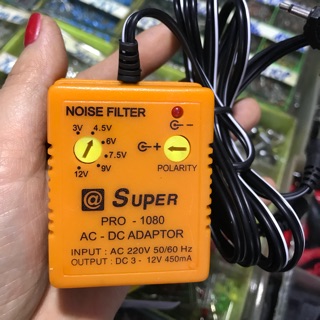 NOISE FILTER
3V 4.5V
6V
7.5V
9V
12V
POLARITY
@ SUPER
PRO - 1080
AC - DC ADAPTOR
INPUT : AC 220V 50/60 Hz
OUTPUT : DC 3 - 12V 450mA